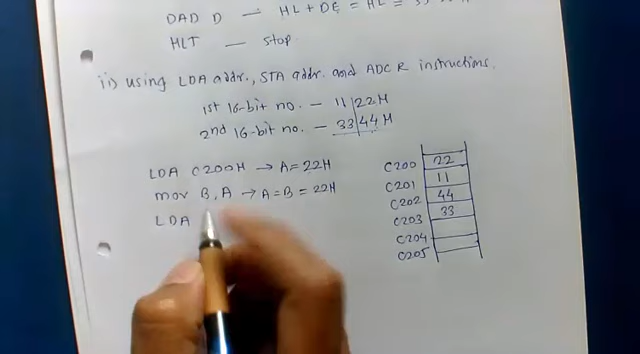 DAD D — HL + DE = HL =
HLT — Stop
ii) using LDA addr., STA addr. and ADC R instructions.
1st 16-bit no. — 11|22H
2nd 16-bit no. — 33|44H
LDA C200H → A=22H
mov B, A → A=B=22H
LDA
C200 22
C201 11
C202 44
C203 33
C204
C205